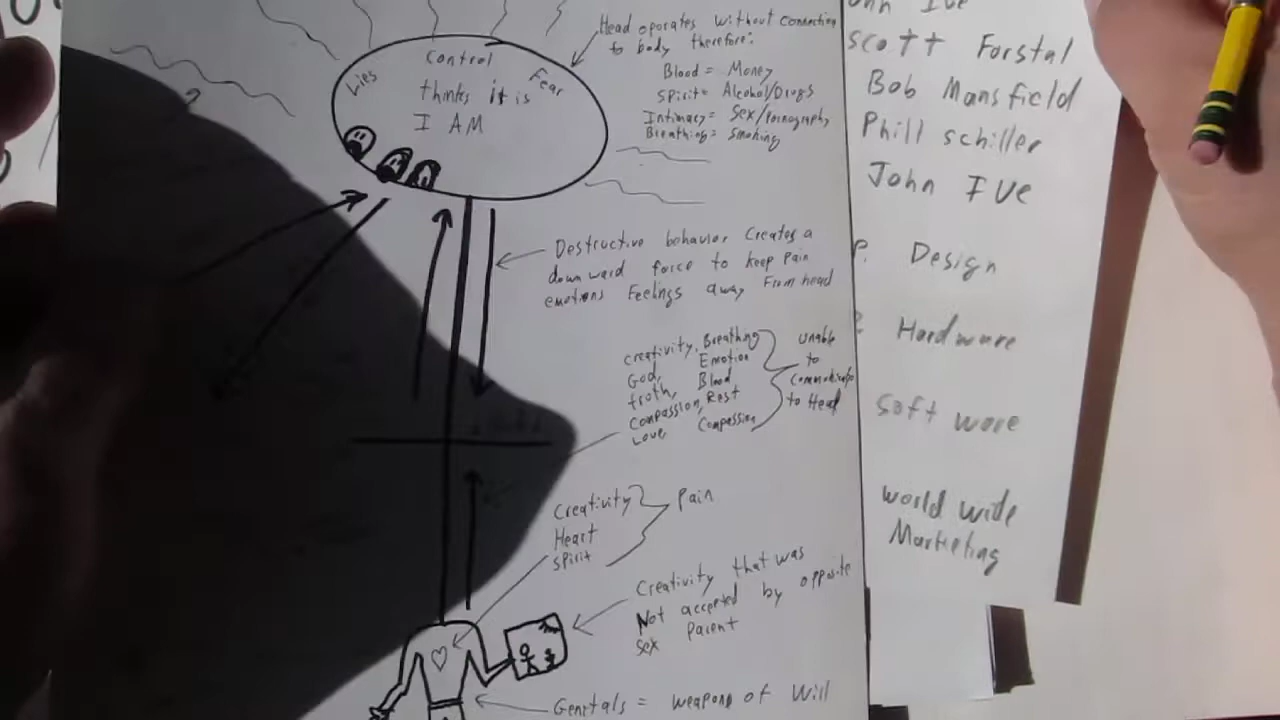 Control
Lies
Fear
thinks it is
I AM
Head operates without connection
to body therefore:
Blood = Money
Spirit = Alcohol/Drugs
Intimacy = Sex/Pornography
Breathing = Smoking
Destructive behavior creates a
downward force to keep Pain
emotions Feelings away From head
Creativity, Breathing
God, Emotion
troth, Blood
Compassion, Rest
Love Compassion
Unable
to
Communicate
to Head
Creativity
Heart
Spirit
Pain
Creativity that was
Not accepted by opposite
Sex Parent
Genitals = weapons of Will
Ive
Scott Forstal
Bob Mansfield
Phill schiller
John Ive
Design
Hardware
Soft ware
world wide
Marketing